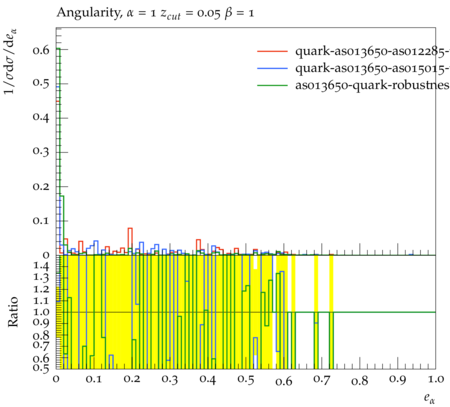 Angularity, α = 1 z_cut = 0.05 β = 1
1/σdσ/de_α
0.6
0.5
0.4
0.3
0.2
0.1
0
quark-as013650-as012285-
quark-as013650-as015015-
as013650-quark-robustnes
Ratio
1.4
1.3
1.2
1.1
1.0
0.9
0.8
0.7
0.6
0.5
0 0.1 0.2 0.3 0.4 0.5 0.6 0.7 0.8 0.9 1.0
e_α